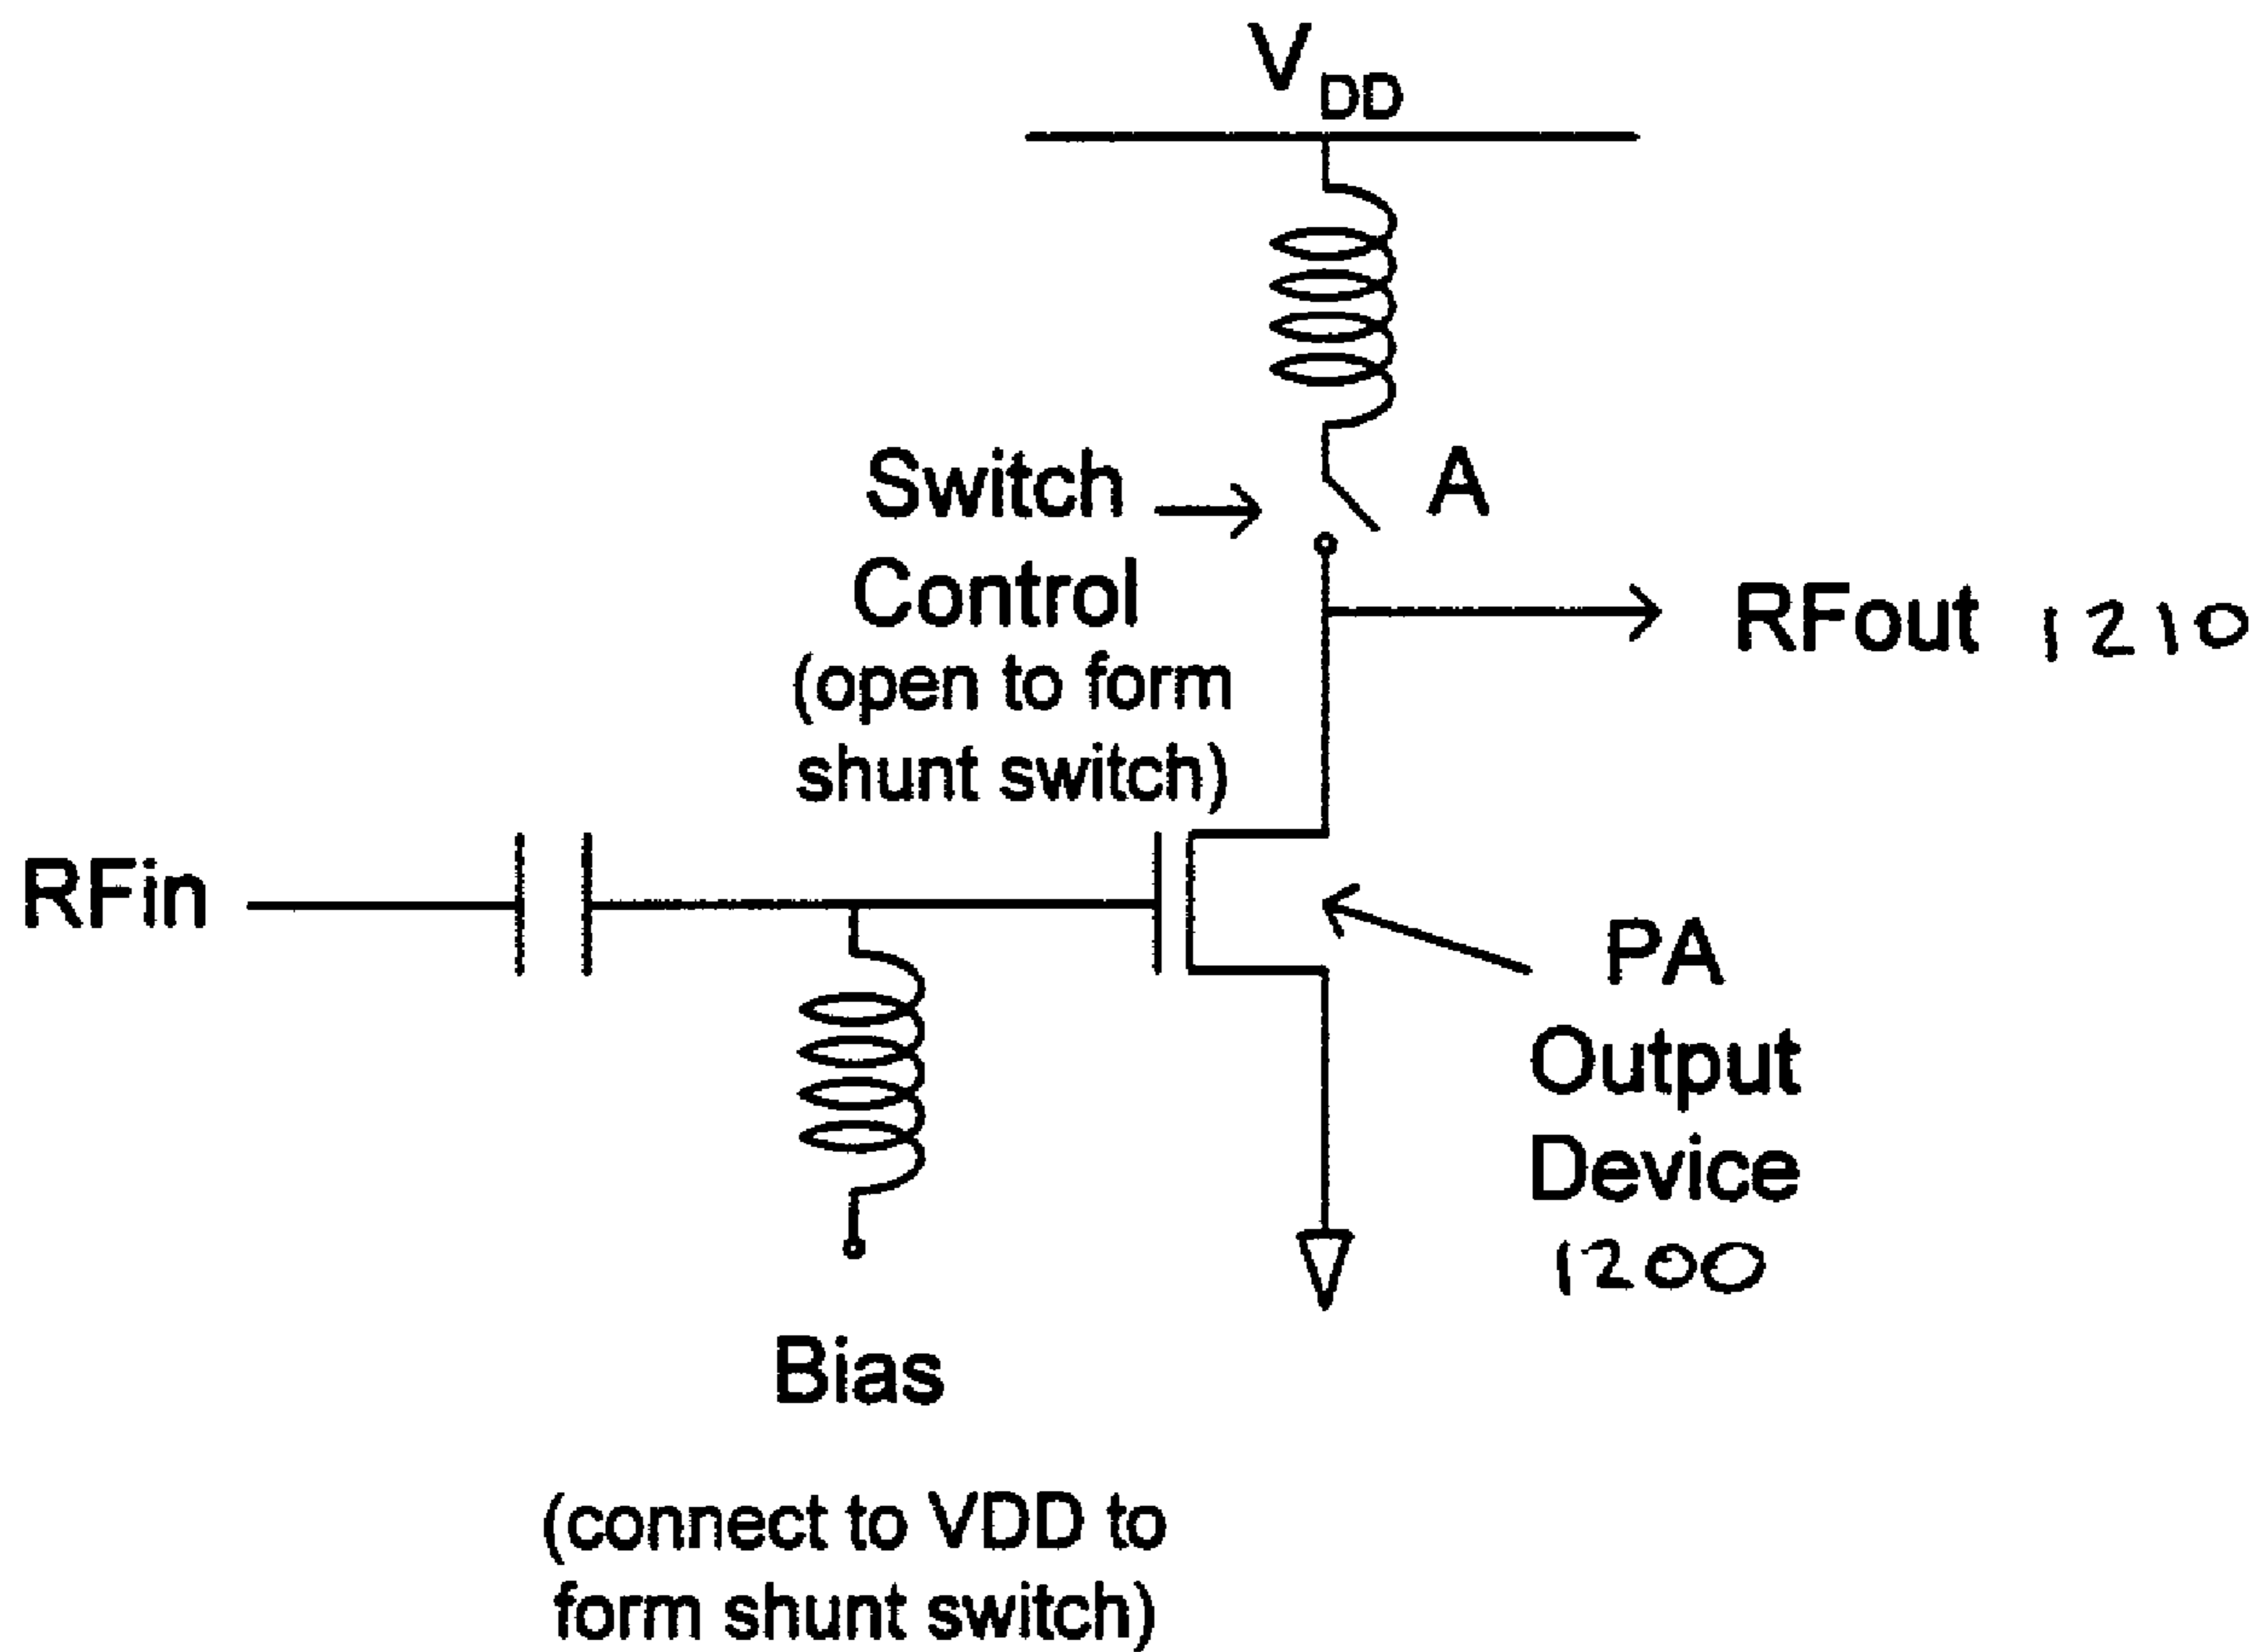 VDD
Switch
Control
(open to form
shunt switch)
A
RFout 1210
RFin
PA
Output
Device
1200
Bias
(connect to VDD to
form shunt switch)